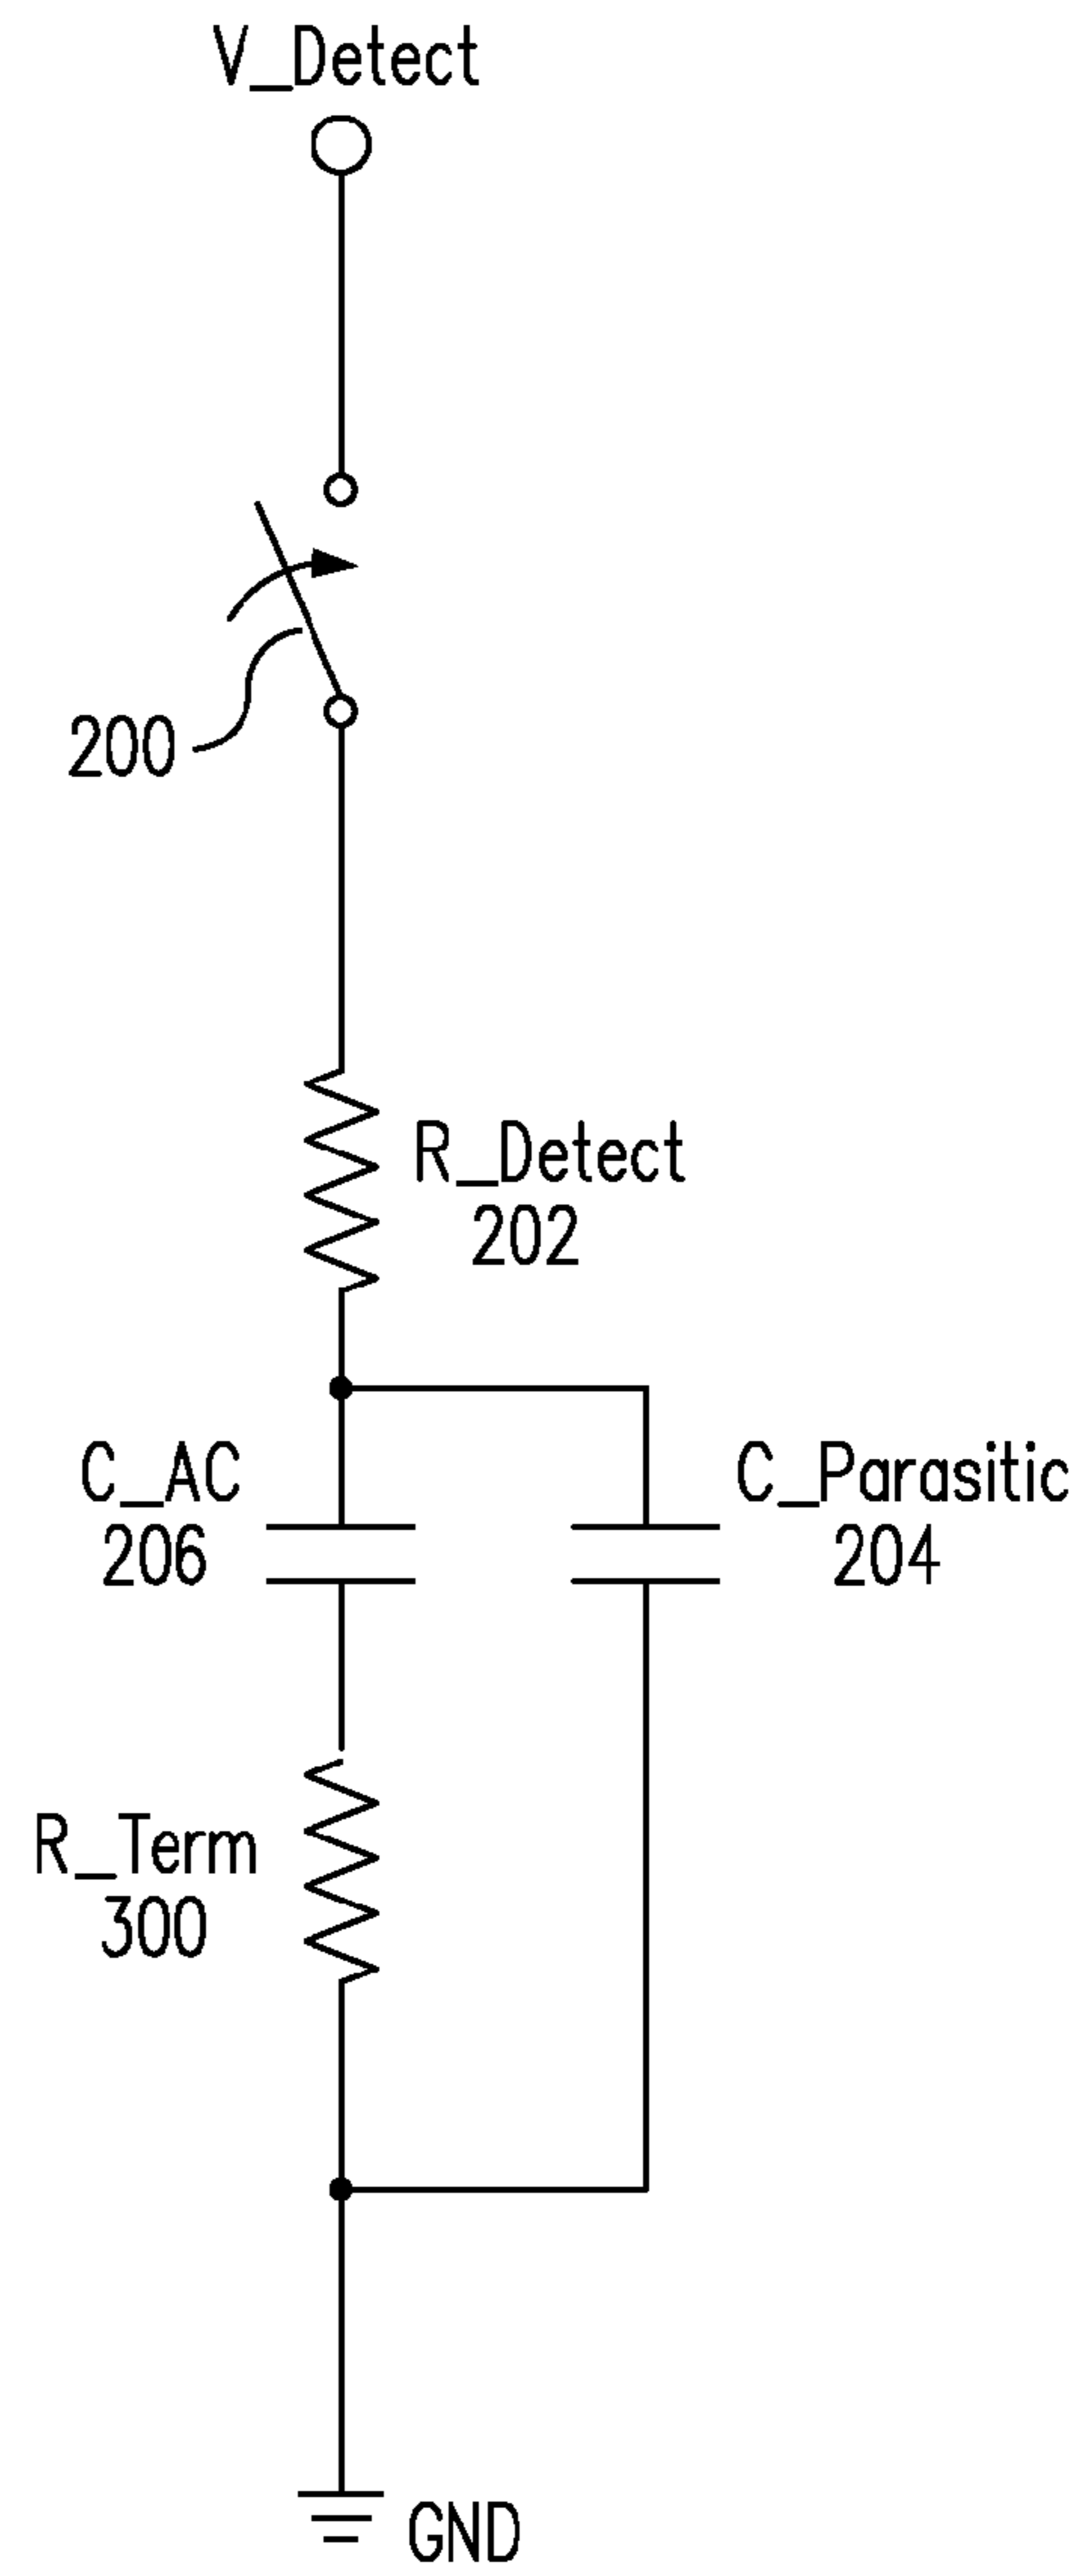 V_Detect
200
R_Detect
202
C_AC
206
C_Parasitic
204
R_Term
300
GND